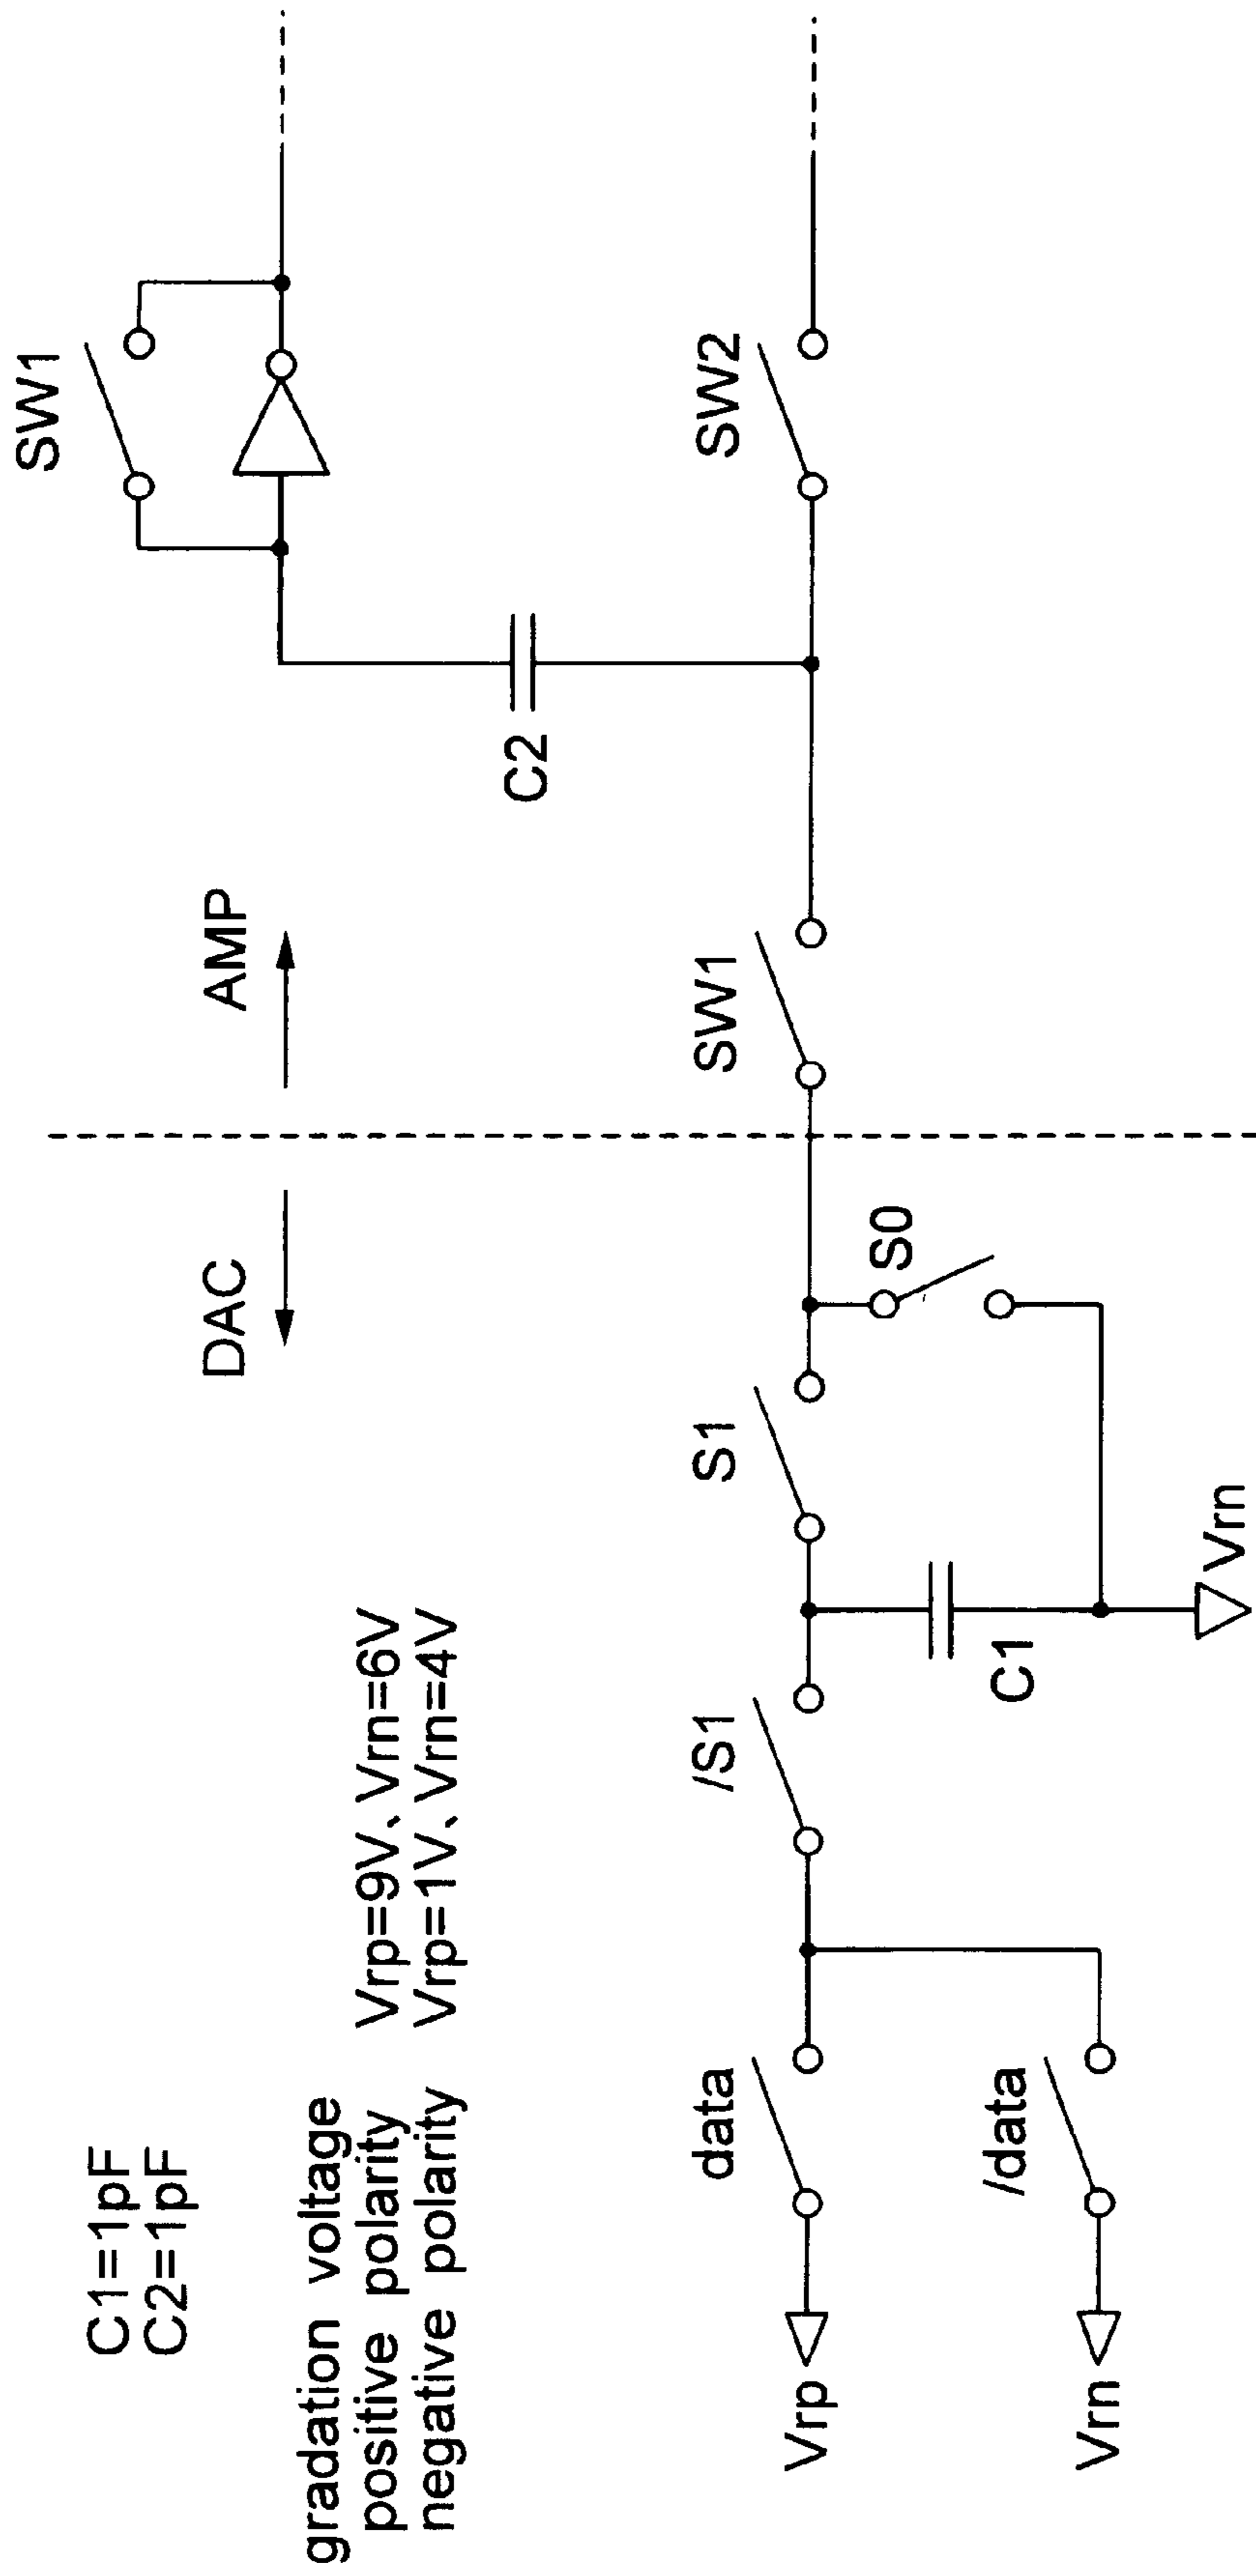 C1=1pF
C2=1pF
gradation voltage
positive polarity Vrp=9V、Vrn=6V
negative polarity Vrp=1V、Vrn=4V
DAC
AMP
SW1
C2
Vrp
data
/S1
S1
SW1
SW2
S0
C1
Vrn
/data
Vrn